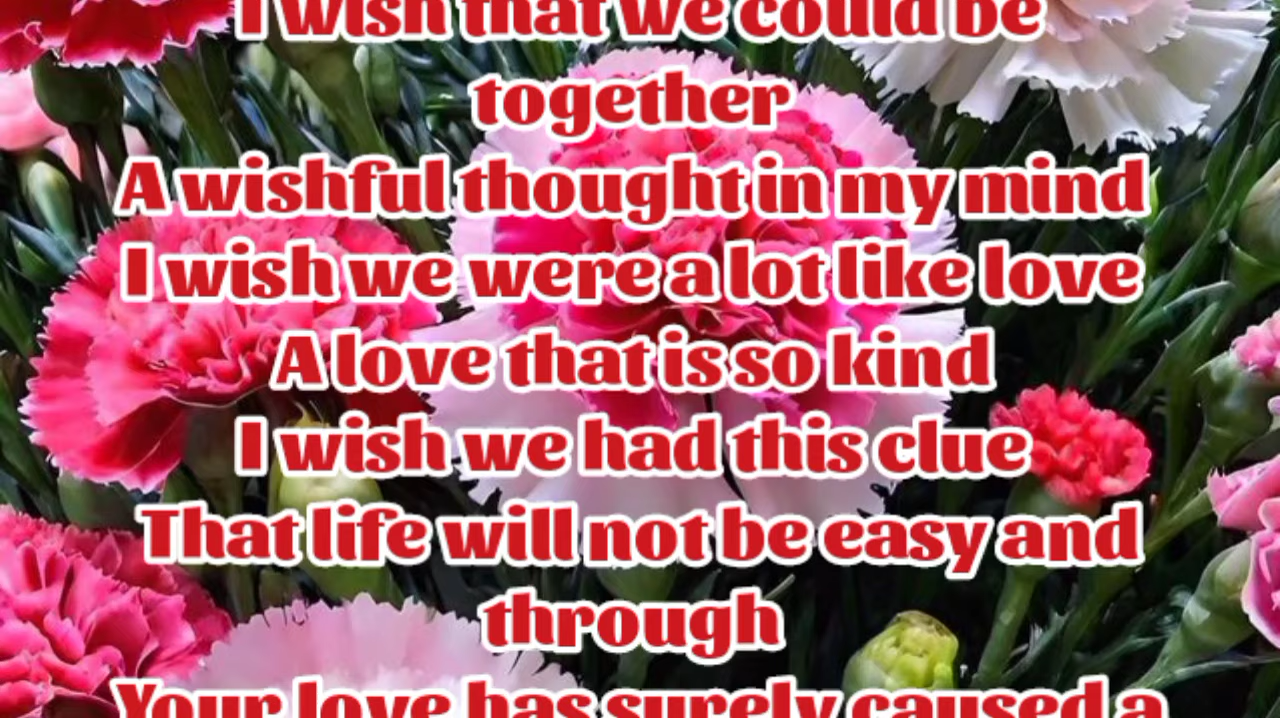 I wish that we could be
together
A wishful thought in my mind
I wish we were a lot like love
A love that is so kind
I wish we had this clue
That life will not be easy and
through
Your love has surely caused a